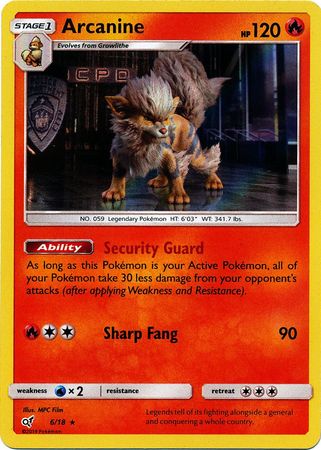 STAGE 1
Arcanine
HP 120
Evolves from Growlithe
CPD
NO. 059 Legendary Pokémon HT: 6'03" WT: 341.7 lbs.
Ability Security Guard
As long as this Pokémon is your Active Pokémon, all of
your Pokémon take 30 less damage from your opponent's
attacks (after applying Weakness and Resistance).
Sharp Fang 90
weakness ×2 resistance retreat
Illus. MPC Film
6/18 ★
©2019 Pokémon
Legends tell of its fighting alongside a general
and conquering a whole country.